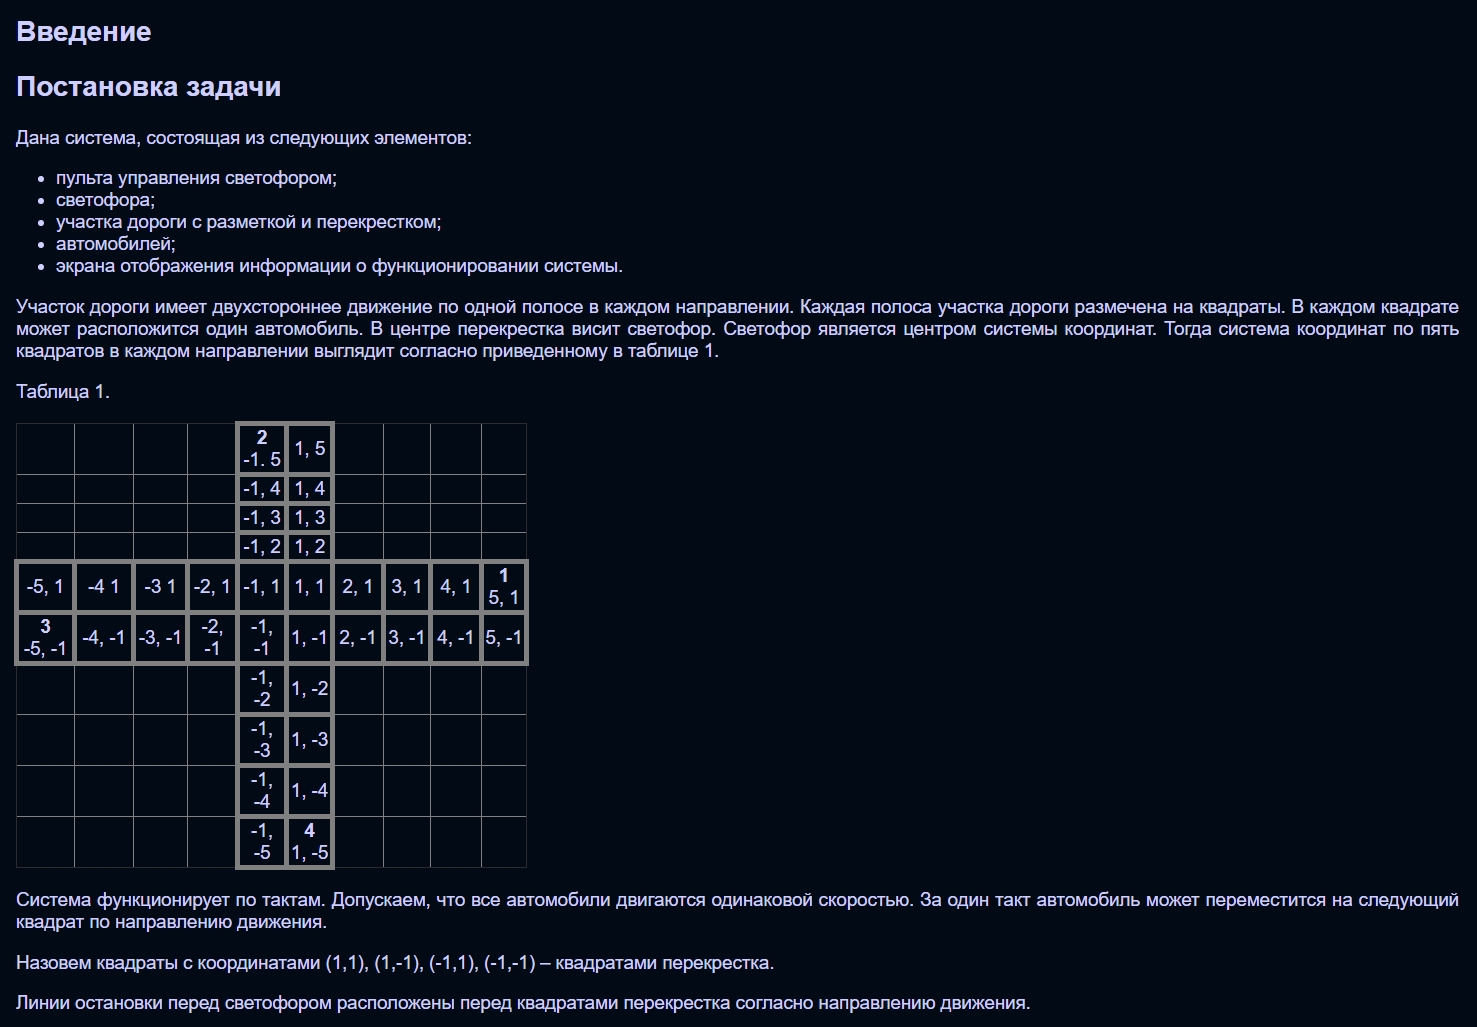 Введение
Постановка задачи
Дана система, состоящая из следующих элементов:
• пульта управления светофором;
• светофора;
• участка дороги с разметкой и перекрестком;
• автомобилей;
• экрана отображения информации о функционировании системы.
Участок дороги имеет двухстороннее движение по одной полосе в каждом направлении. Каждая полоса участка дороги размечена на квадраты. В каждом квадрате
может расположится один автомобиль. В центре перекрестка висит светофор. Светофор является центром системы координат. Тогда система координат по пять
квадратов в каждом направлении выглядит согласно приведенному в таблице 1.
Таблица 1.
2
-1. 5 1, 5
-1, 4 1, 4
-1, 3 1, 3
-1, 2 1, 2
1
-5, 1 -4 1 -3 1 -2, 1 -1, 1 1, 1 2, 1 3, 1 4, 1 5, 1
3 -2, -1,
-5, -1 -4, -1 -3, -1 -1 -1 1, -1 2, -1 3, -1 4, -1 5, -1
-1,
-2 1, -2
-1,
-3 1, -3
-1,
-4 1, -4
-1, 4
-5 1, -5
Система функционирует по тактам. Допускаем, что все автомобили двигаются одинаковой скоростью. За один такт автомобиль может переместится на следующий
квадрат по направлению движения.
Назовем квадраты с координатами (1,1), (1,-1), (-1,1), (-1,-1) – квадратами перекрестка.
Линии остановки перед светофором расположены перед квадратами перекрестка согласно направлению движения.